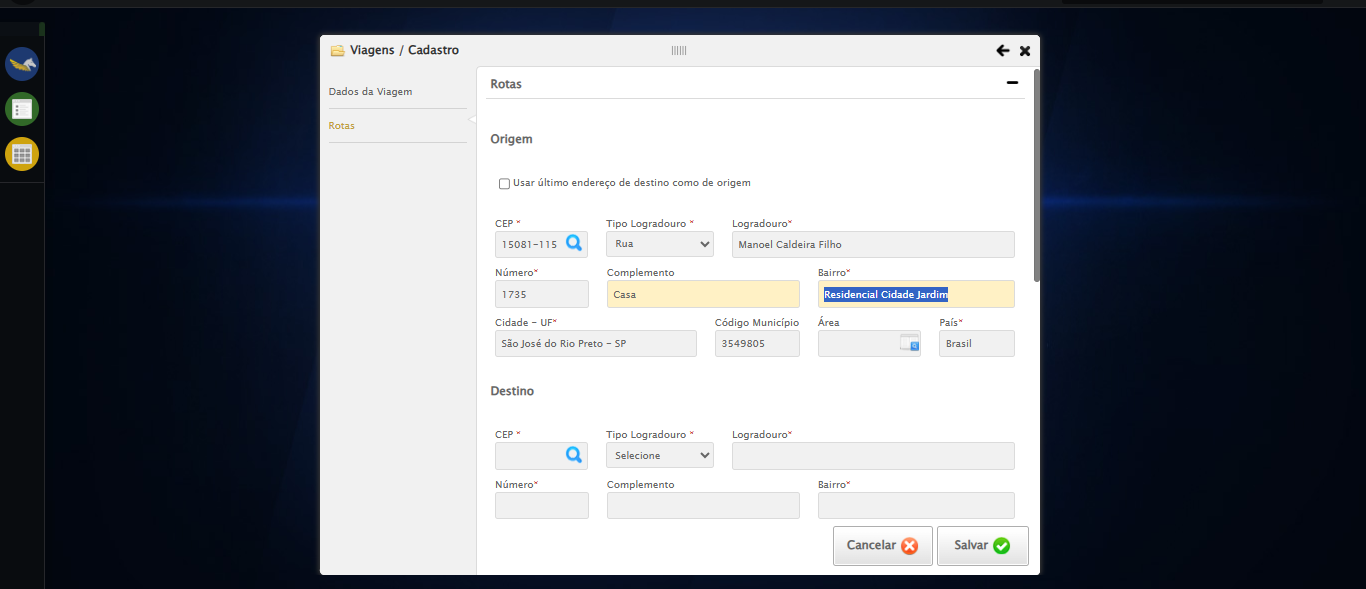 Viagens / Cadastro
Dados da Viagem
Rotas
Rotas
Origem
Usar último endereço de destino como de origem
CEP * Tipo Logradouro * Logradouro*
15081-115 Rua Manoel Caldeira Filho
Número* Complemento Bairro*
1735 Casa Residencial Cidade Jardim
Cidade - UF* Código Município Área País*
São José do Rio Preto - SP 3549805 Brasil
Destino
CEP * Tipo Logradouro * Logradouro*
Selecione
Número* Complemento Bairro*
Cancelar Salvar